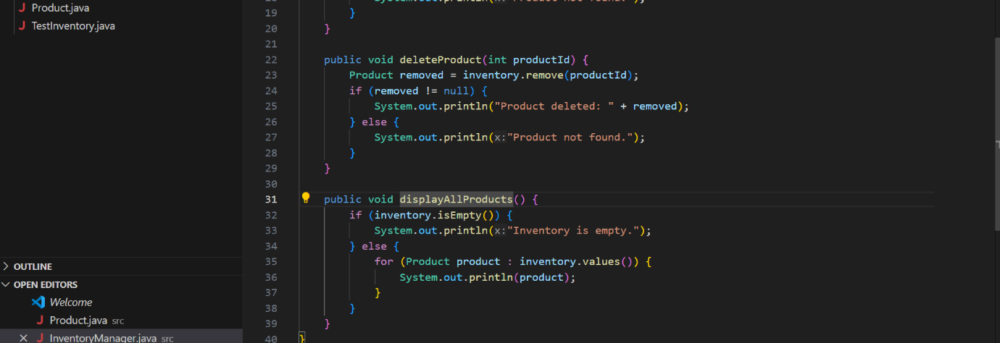 Product.java
TestInventory.java
OUTLINE
OPEN EDITORS
Welcome
Product.java src
InventoryManager.java src
19 }
20 }
21
22 public void deleteProduct(int productId) {
23 Product removed = inventory.remove(productId);
24 if (removed != null) {
25 System.out.println("Product deleted: " + removed);
26 } else {
27 System.out.println(x:"Product not found.");
28 }
29 }
30
31 public void displayAllProducts() {
32 if (inventory.isEmpty()) {
33 System.out.println(x:"Inventory is empty.");
34 } else {
35 for (Product product : inventory.values()) {
36 System.out.println(product);
37 }
38 }
39 }
40 }